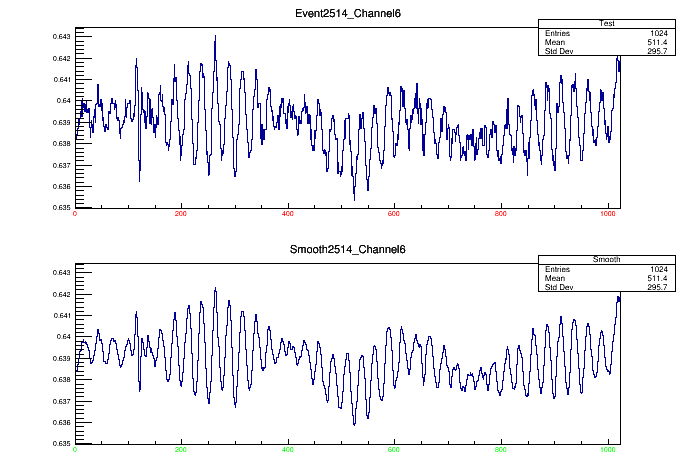 Event2514_Channel6
Test
Entries 1024
Mean 511.4
Std Dev 295.7
0.643
0.642
0.641
0.64
0.639
0.638
0.637
0.636
0.635
0 200 400 600 800 1000
Smooth2514_Channel6
Smooth
Entries 1024
Mean 511.4
Std Dev 295.7
0.643
0.642
0.641
0.64
0.639
0.638
0.637
0.636
0.635
0 200 400 600 800 1000